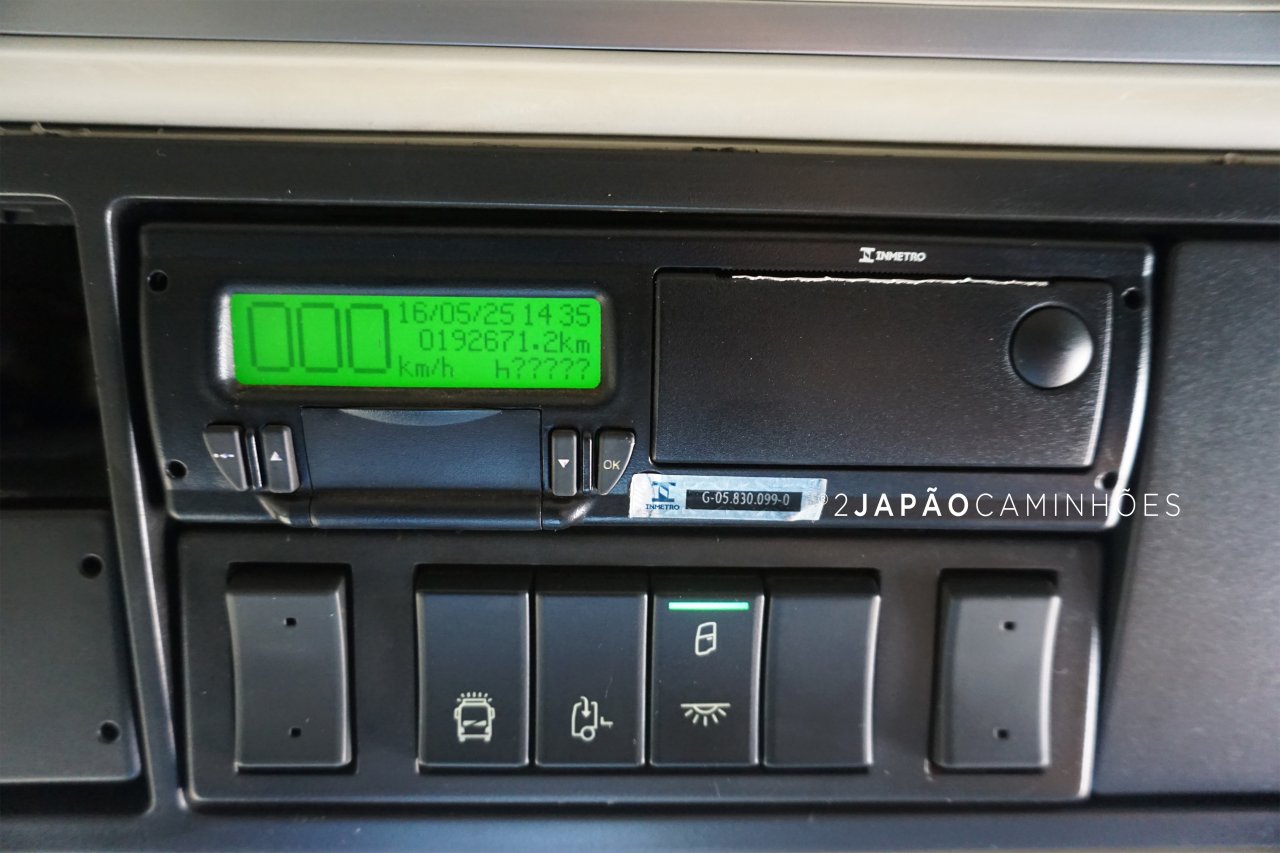 INMETRO
000 16/05/25 14 35
0192671.2km
km/h h?????
OK
INMETRO G-05.830.099-0
2JAPÃOCAMINHÕES